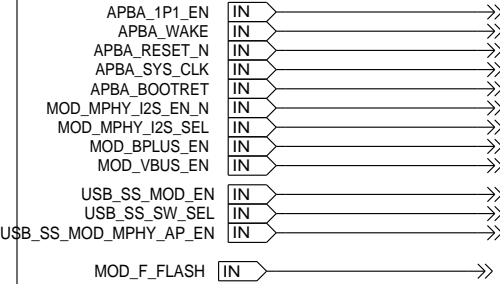 APBA_1P1_EN IN
APBA_WAKE IN
APBA_RESET_N IN
APBA_SYS_CLK IN
APBA_BOOTRET IN
MOD_MPHY_I2S_EN_N IN
MOD_MPHY_I2S_SEL IN
MOD_BPLUS_EN IN
MOD_VBUS_EN IN
USB_SS_MOD_EN IN
USB_SS_SW_SEL IN
USB_SS_MOD_MPHY_AP_EN IN
MOD_F_FLASH IN